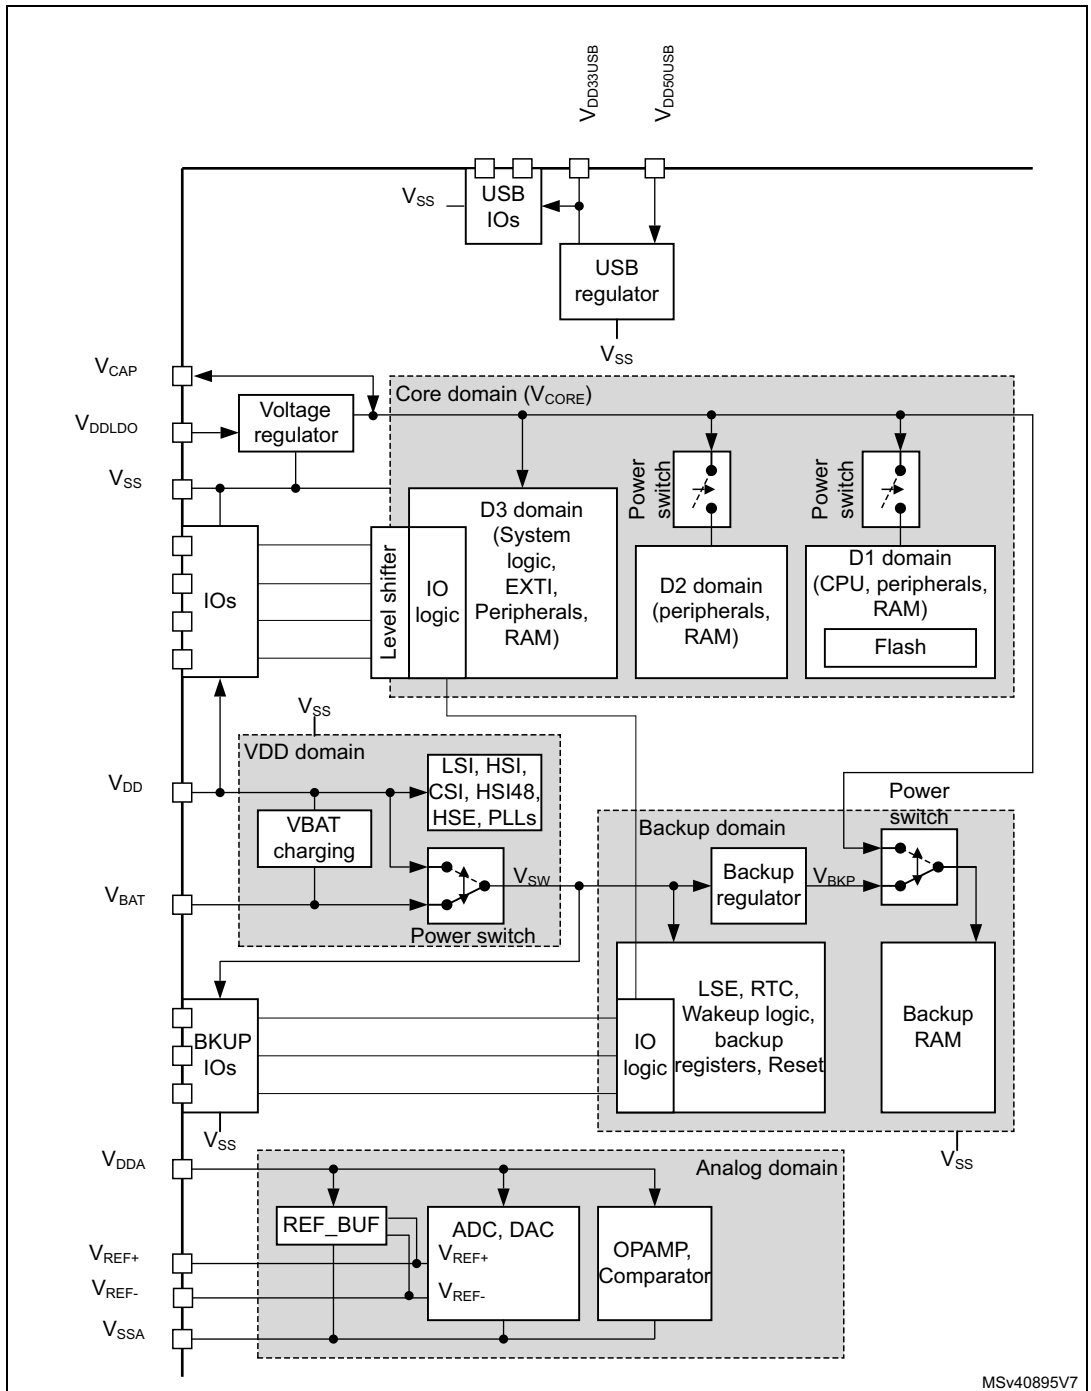 VDD33USB
VDD50USB
VSS
USB
IOs
USB
regulator
VSS
VCAP
VDDLDO
VSS
Voltage
regulator
Core domain (VCORE)
Power
switch
Power
switch
D3 domain
(System
logic,
EXTI,
Peripherals,
RAM)
IO
logic
Level shifter
IOs
D2 domain
(peripherals,
RAM)
D1 domain
(CPU, peripherals,
RAM)
Flash
VSS
VDD domain
VDD
LSI, HSI,
CSI, HSI48,
HSE, PLLs
VBAT
charging
VBAT
VSW
Power switch
Power
switch
Backup domain
Backup
regulator
VBKP
LSE, RTC,
Wakeup logic,
backup
registers, Reset
IO
logic
Backup
RAM
BKUP
IOs
VSS
VSS
VDDA
Analog domain
REF_BUF
ADC, DAC
VREF+
VREF-
OPAMP,
Comparator
VREF+
VREF-
VSSA
MSv40895V7